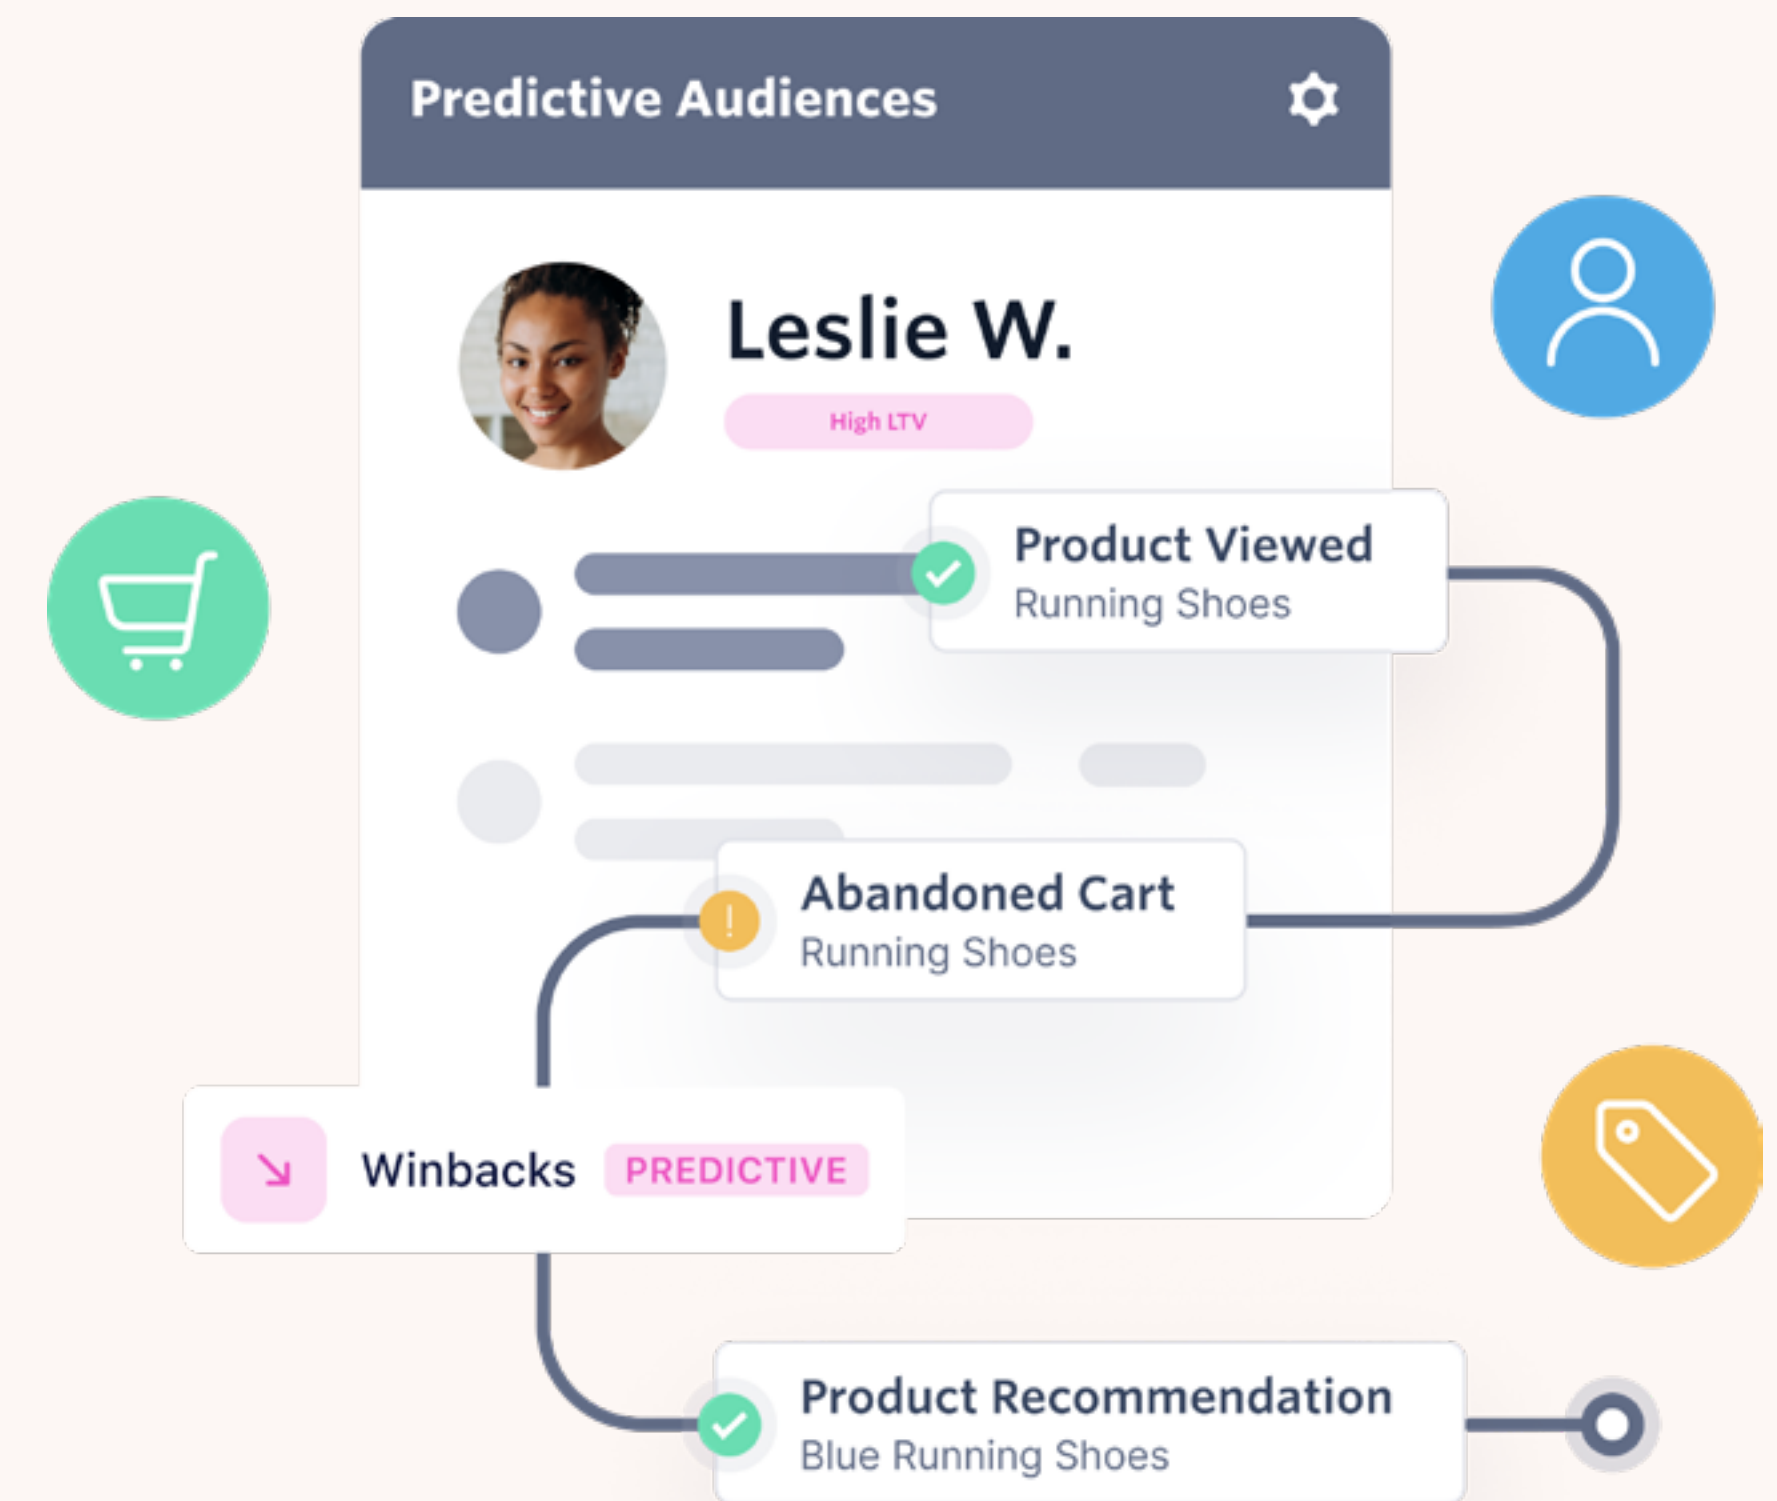 Predictive Audiences
Leslie W.
High LTV
Product Viewed
Running Shoes
Abandoned Cart
Running Shoes
Winbacks PREDICTIVE
Product Recommendation
Blue Running Shoes